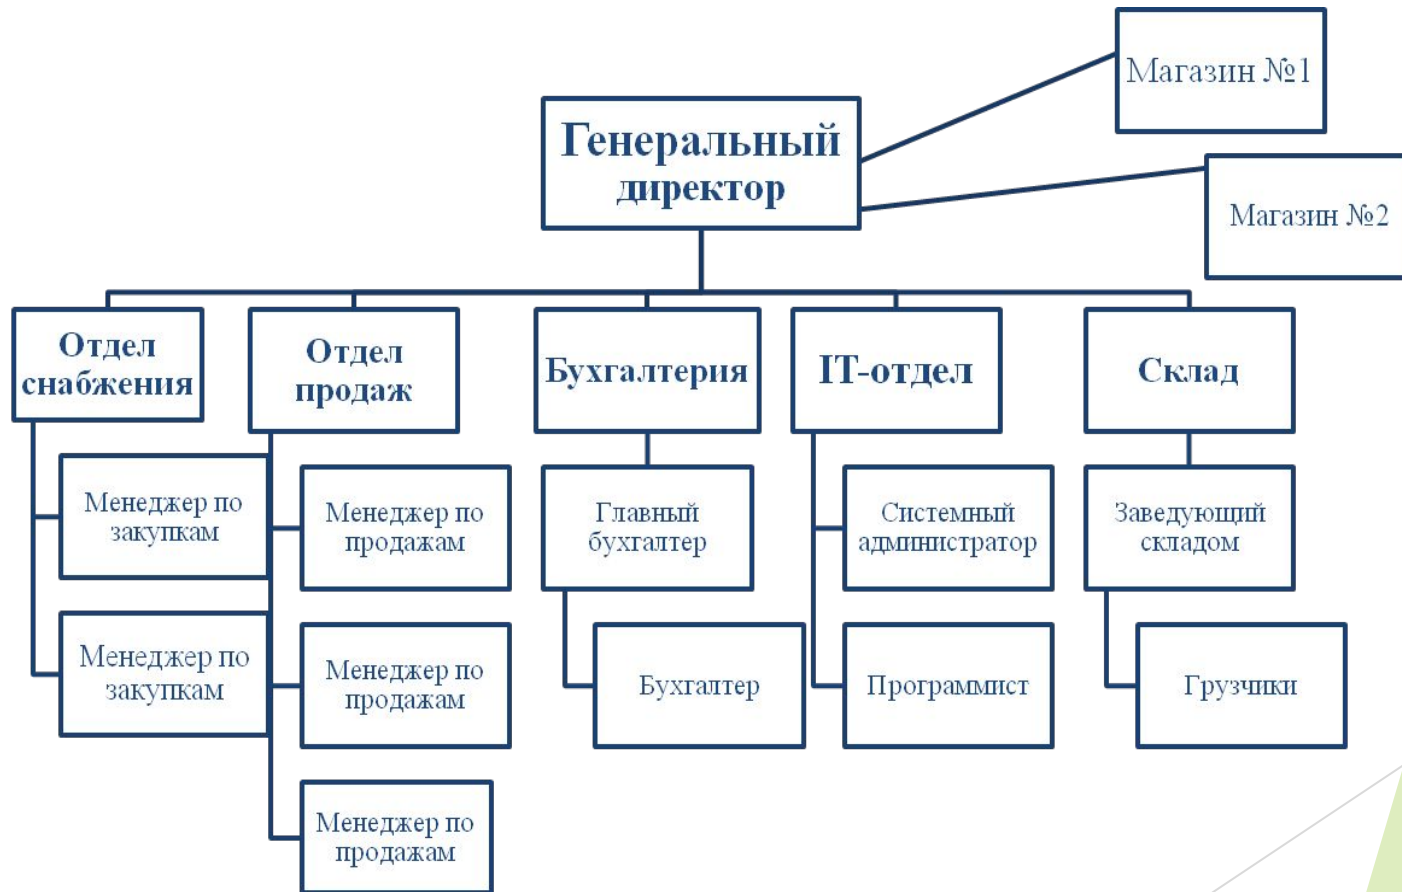 Магазин №1
Генеральный
директор
Магазин №2
Отдел
снабжения
Отдел
продаж
Бухгалтерия
IT-отдел
Склад
Менеджер по
закупкам
Менеджер по
продажам
Главный
бухгалтер
Системный
администратор
Заведующий
складом
Менеджер по
закупкам
Менеджер по
продажам
Бухгалтер
Программист
Грузчики
Менеджер по
продажам